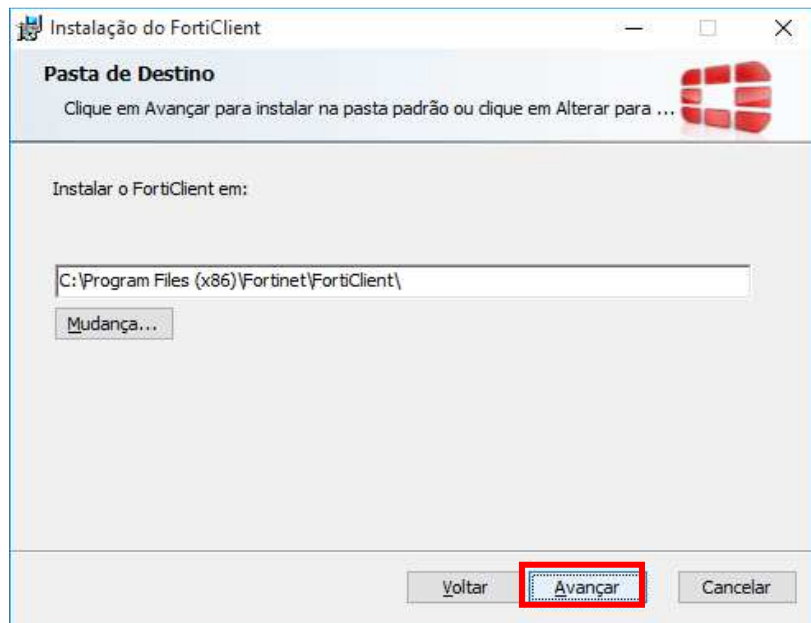 Instalação do FortiClient
Pasta de Destino
Clique em Avançar para instalar na pasta padrão ou clique em Alterar para ...
Instalar o FortiClient em:
C:\Program Files (x86)\Fortinet\FortiClient\
Mudança...
Voltar
Avançar
Cancelar